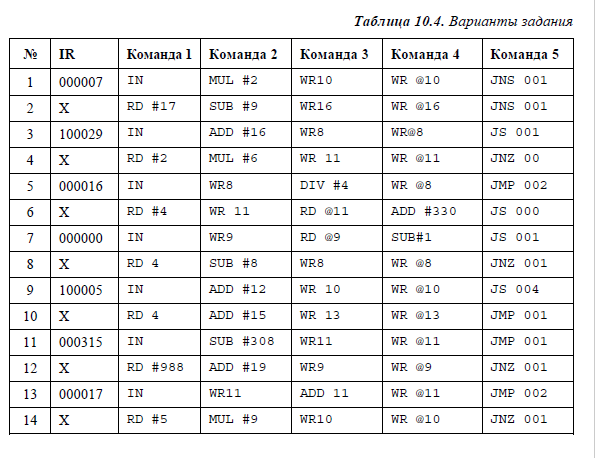 Таблица 10.4. Варианты задания
№ IR Команда 1 Команда 2 Команда 3 Команда 4 Команда 5
1 000007 IN MUL #2 WR10 WR @10 JNS 001
2 X RD #17 SUB #9 WR16 WR @16 JNS 001
3 100029 IN ADD #16 WR8 WR@8 JS 001
4 X RD #2 MUL #6 WR 11 WR @11 JNZ 00
5 000016 IN WR8 DIV #4 WR @8 JMP 002
6 X RD #4 WR 11 RD @11 ADD #330 JS 000
7 000000 IN WR9 RD @9 SUB#1 JS 001
8 X RD 4 SUB #8 WR8 WR @8 JNZ 001
9 100005 IN ADD #12 WR 10 WR @10 JS 004
10 X RD 4 ADD #15 WR 13 WR @13 JMP 001
11 000315 IN SUB #308 WR11 WR @11 JMP 001
12 X RD #988 ADD #19 WR9 WR @9 JNZ 001
13 000017 IN WR11 ADD 11 WR @11 JMP 002
14 X RD #5 MUL #9 WR10 WR @10 JNZ 001